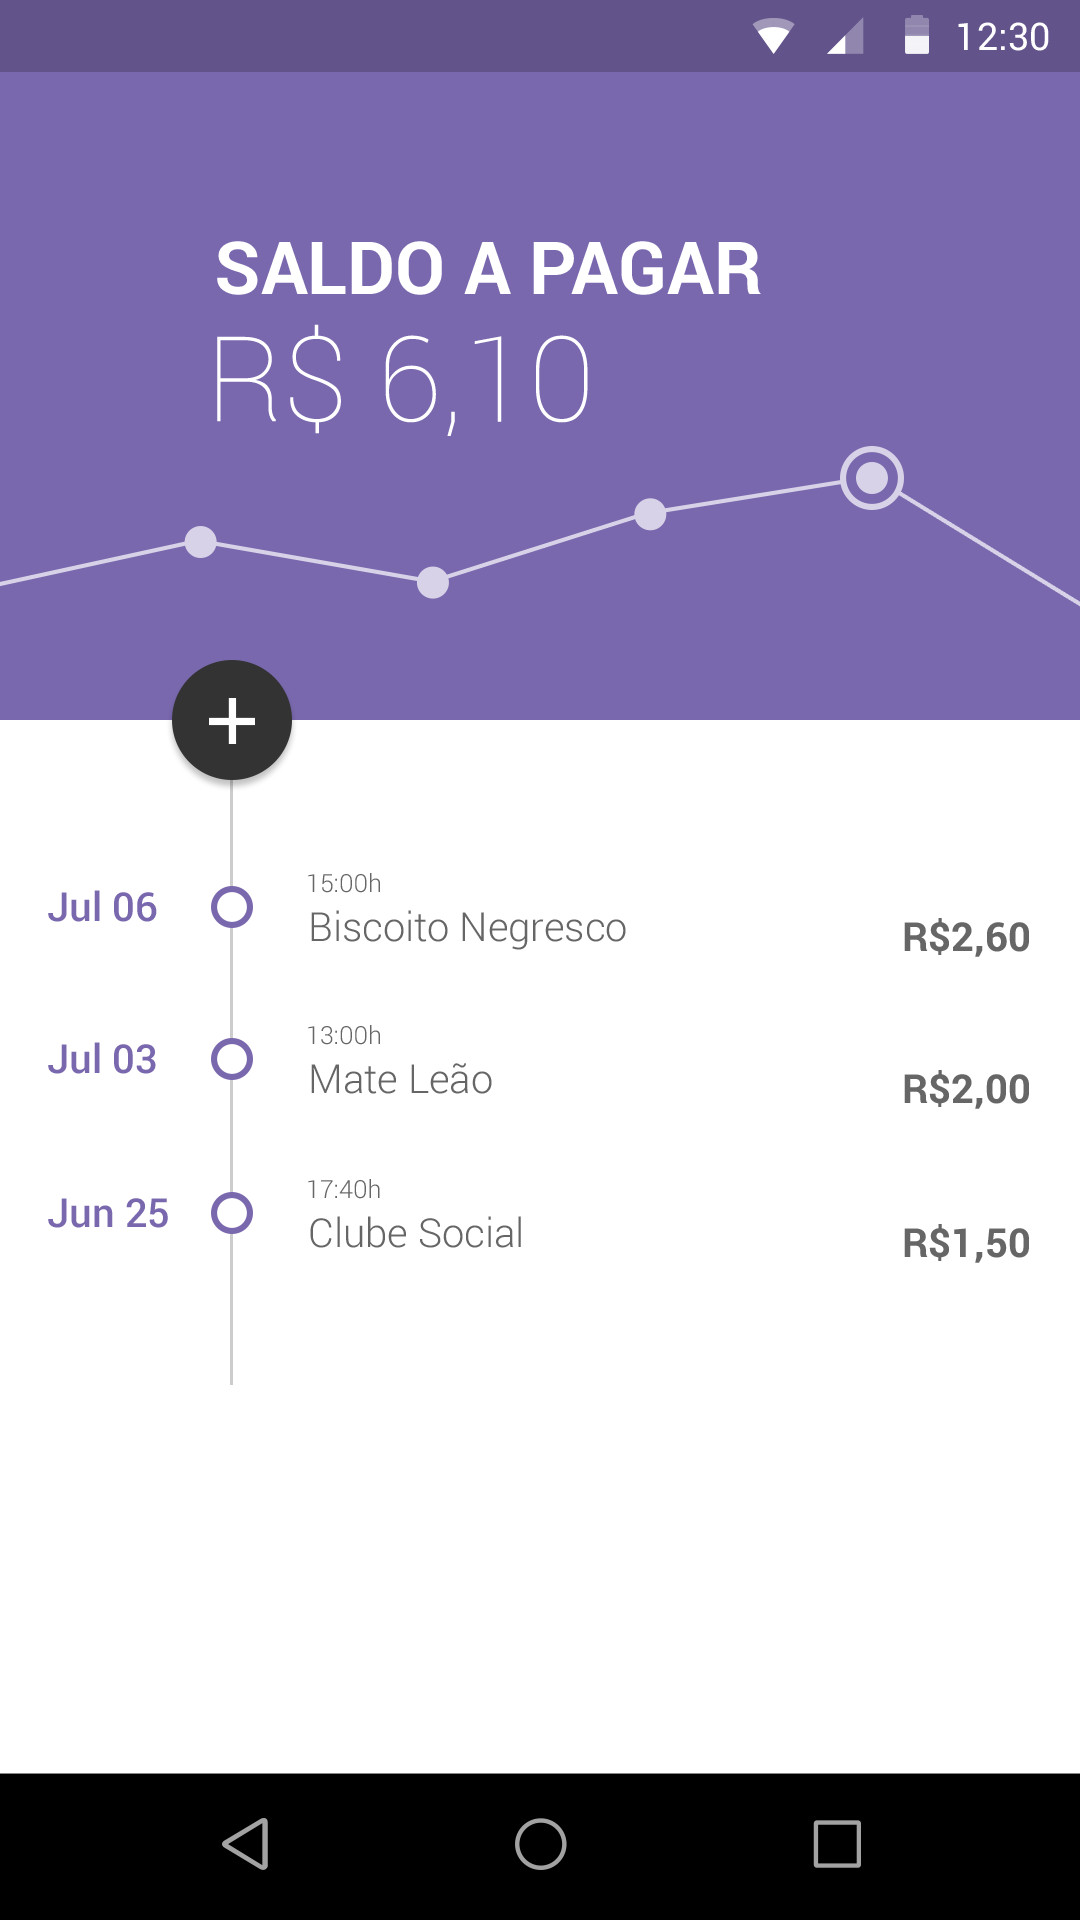 12:30
SALDO A PAGAR
R$ 6,10
Jul 06
15:00h
Biscoito Negresco
R$2,60
Jul 03
13:00h
Mate Leão
R$2,00
Jun 25
17:40h
Clube Social
R$1,50